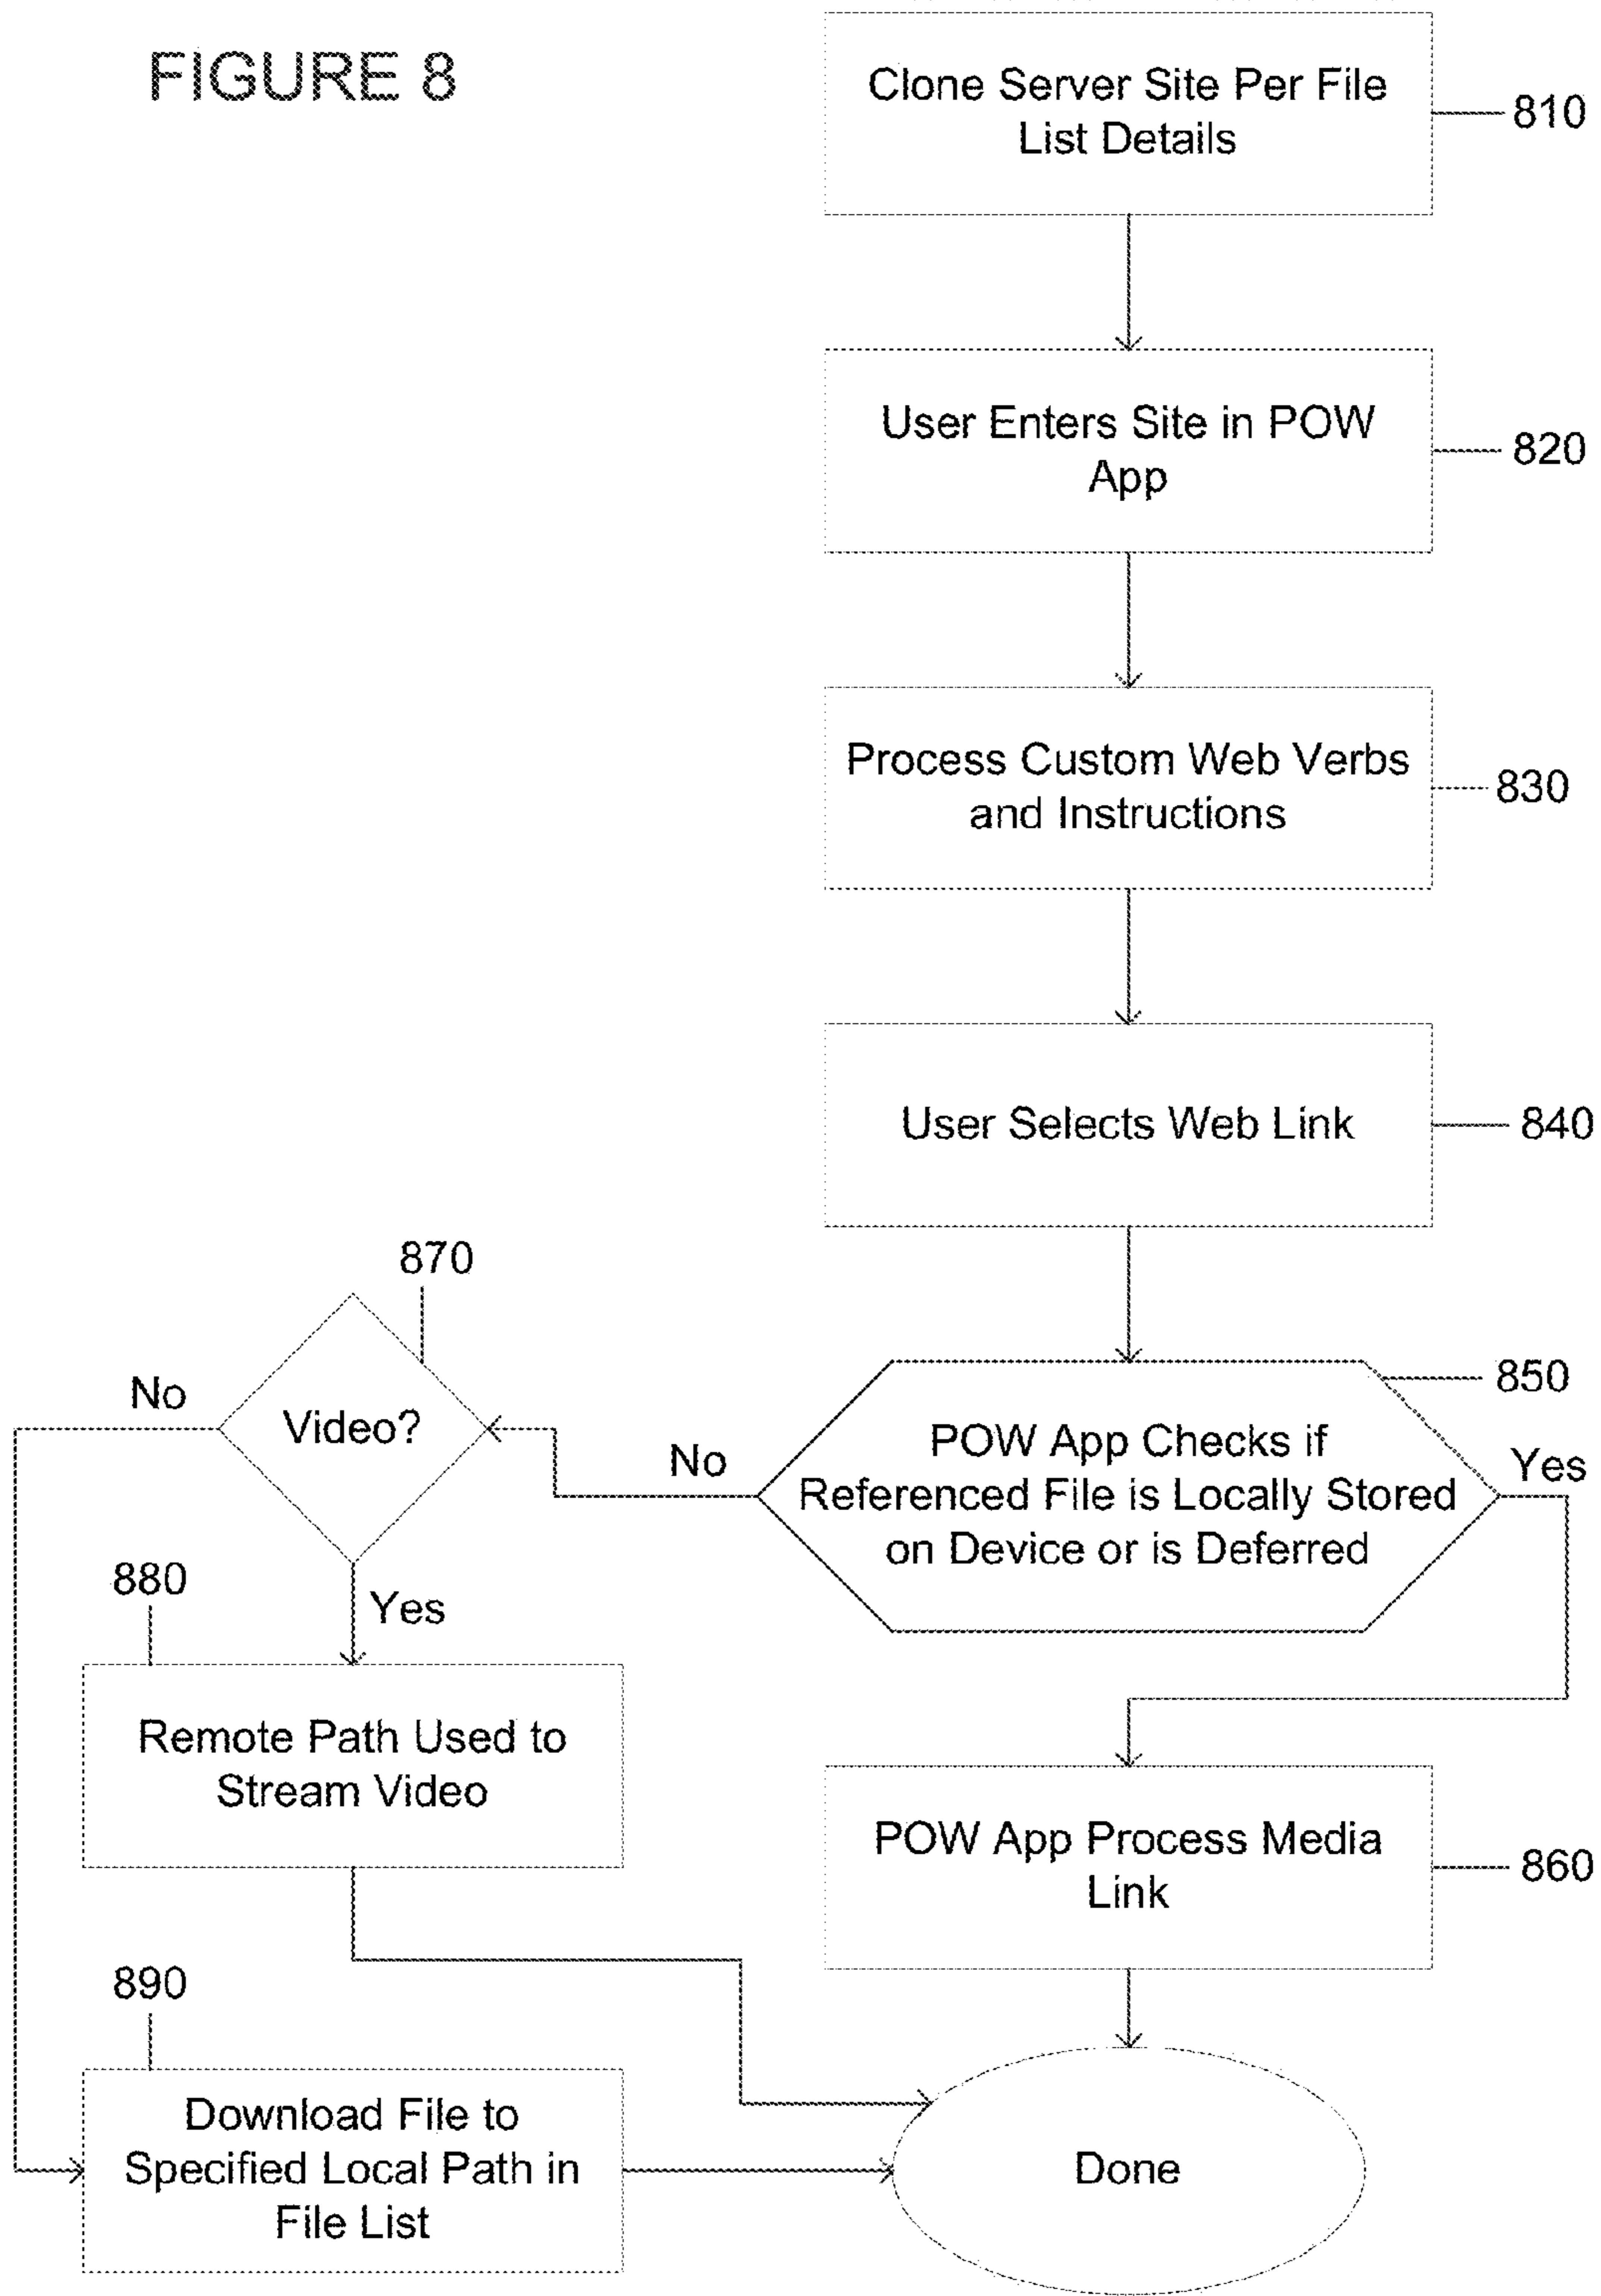 FIGURE 8
Clone Server Site Per File
List Details
810
User Enters Site in POW
App
820
Process Custom Web Verbs
and Instructions
830
User Selects Web Link
840
870
Video?
No
Yes
POW App Checks if
Referenced File is Locally Stored
on Device or is Deferred
850
No
Yes
880
Remote Path Used to
Stream Video
POW App Process Media
Link
860
890
Download File to
Specified Local Path in
File List
Done